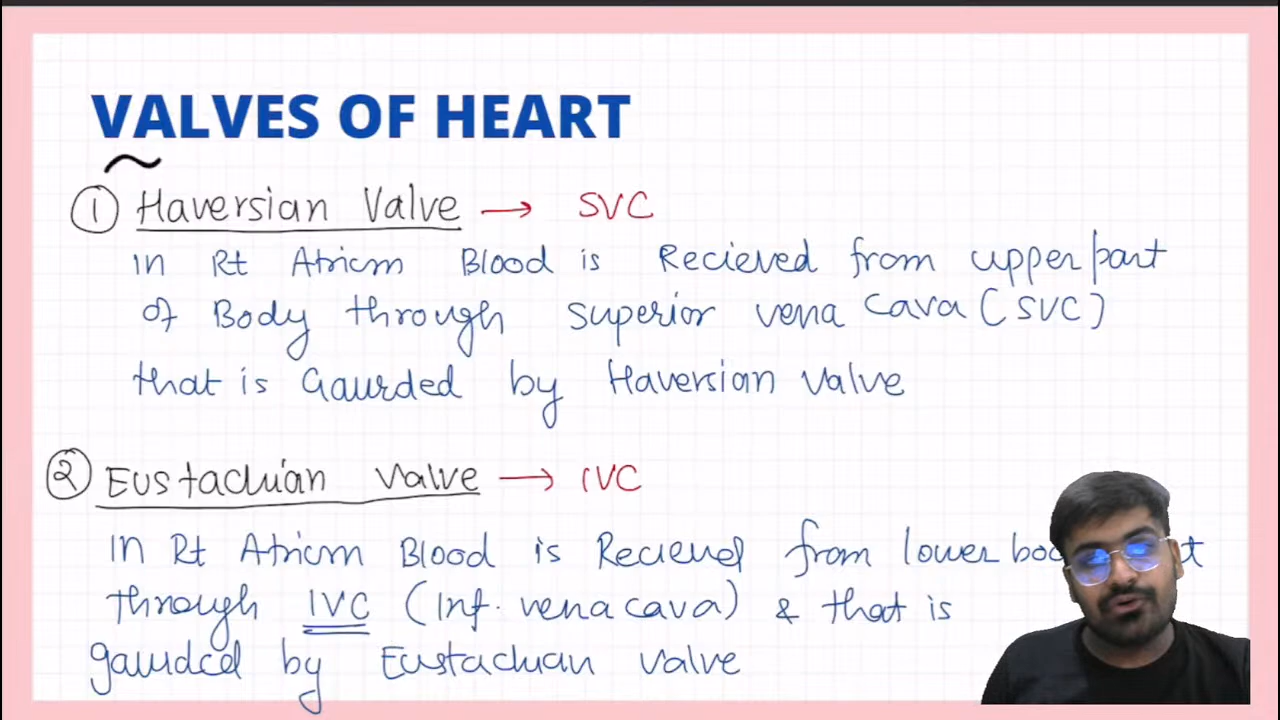 VALVES OF HEART
① Haversian Valve → SVC
in Rt Atrium Blood is Recieved from upper part
of Body through superior vena cava (SVC)
that is Gaurded by Haversian Valve
② Eustachian Valve → IVC
In Rt Atrium Blood is Recieved from lower
through IVC (Inf. vena cava) & that is
gaurded by Eustachian valve